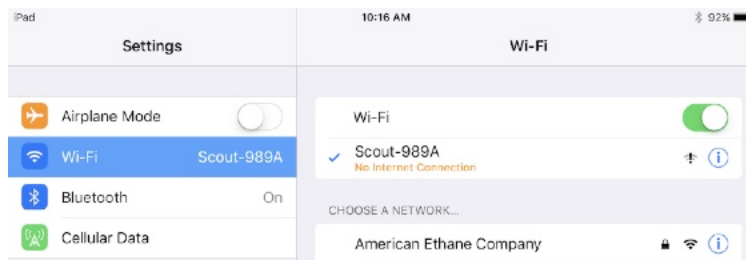 iPad 10:16 AM 92%
Settings Wi-Fi
Airplane Mode
Wi-Fi Scout-989A
Bluetooth On
Cellular Data
Wi-Fi
Scout-989A
No Internet Connection
CHOOSE A NETWORK...
American Ethane Company